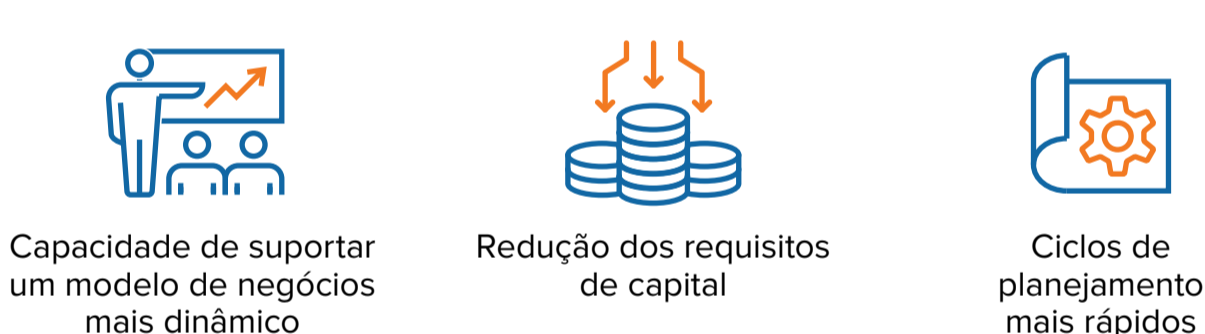 Capacidade de suportar
um modelo de negócios
mais dinâmico
Redução dos requisitos
de capital
Ciclos de
planejamento
mais rápidos